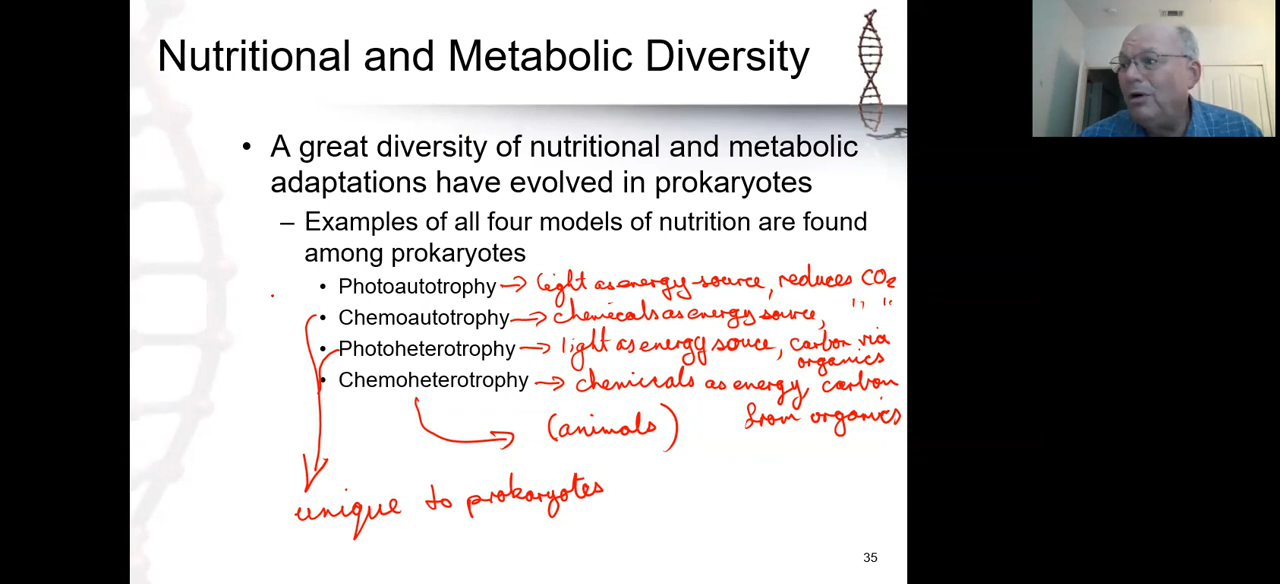 Nutritional and Metabolic Diversity
• A great diversity of nutritional and metabolic
adaptations have evolved in prokaryotes
– Examples of all four models of nutrition are found
among prokaryotes
• Photoautotrophy → light as energy source, reduces CO2
• Chemoautotrophy → chemicals as energy source, " "
• Photoheterotrophy → light as energy souce, carbon via
organics
• Chemoheterotrophy → chemicals as energy, carbon
from organics
(animals)
unique to prokaryotes
35